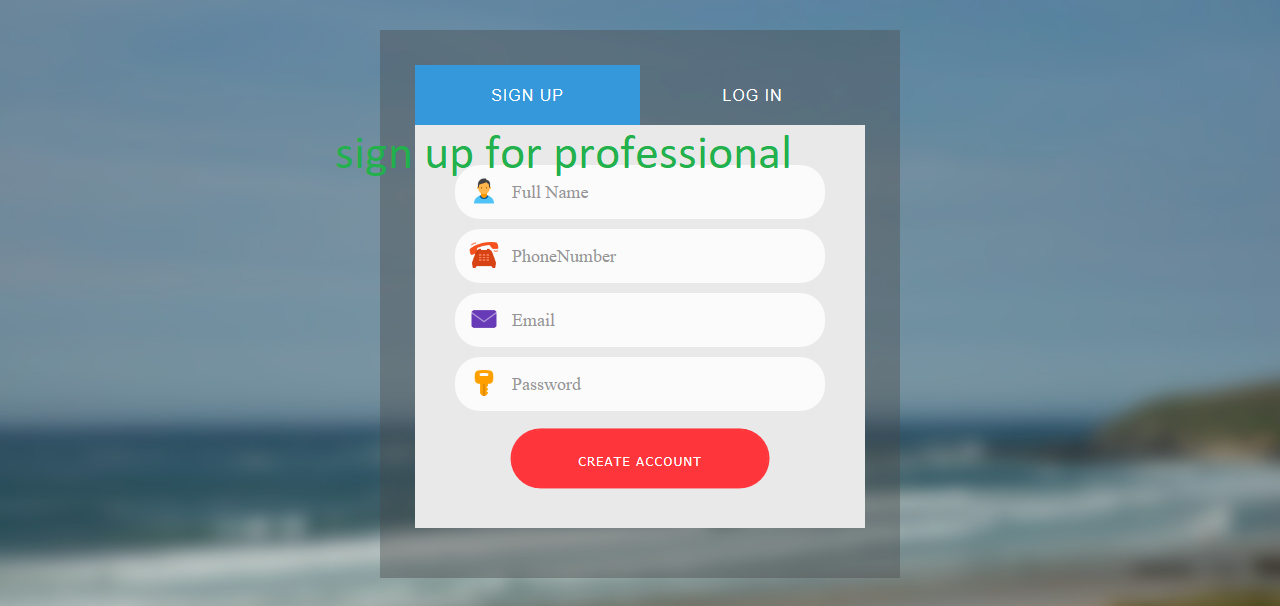 SIGN UP LOG IN
sign up for professional
Full Name
PhoneNumber
Email
Password
CREATE ACCOUNT